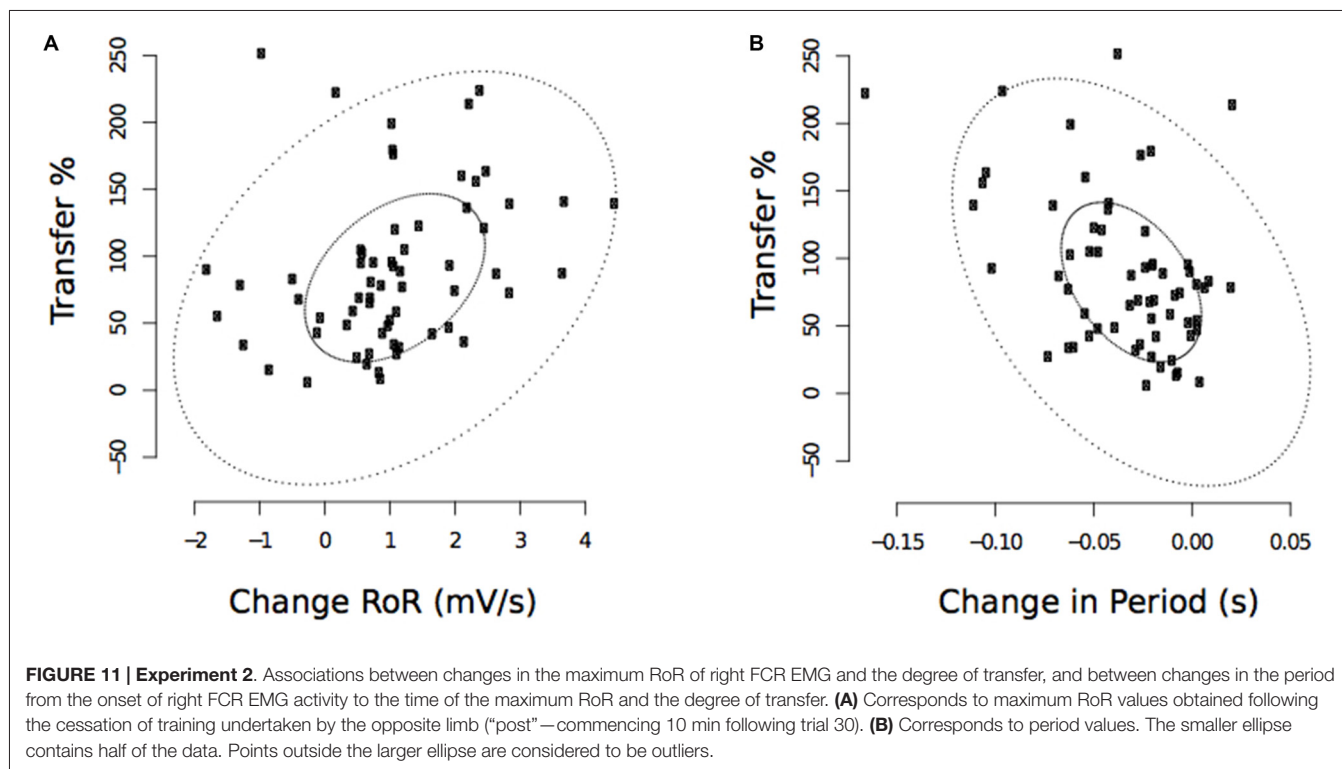 A
250
200
150
100
50
0
−50
Transfer %
−2 −1 0 1 2 3 4
Change RoR (mV/s)
B
250
200
150
100
50
0
−50
Transfer %
−0.15 −0.10 −0.05 0.00 0.05
Change in Period (s)
FIGURE 11 | Experiment 2. Associations between changes in the maximum RoR of right FCR EMG and the degree of transfer, and between changes in the period
from the onset of right FCR EMG activity to the time of the maximum RoR and the degree of transfer. (A) Corresponds to maximum RoR values obtained following
the cessation of training undertaken by the opposite limb (“post”—commencing 10 min following trial 30). (B) Corresponds to period values. The smaller ellipse
contains half of the data. Points outside the larger ellipse are considered to be outliers.